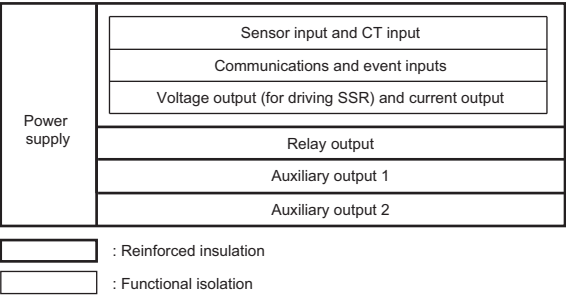 Sensor input and CT input
Communications and event inputs
Voltage output (for driving SSR) and current output
Power
supply
Relay output
Auxiliary output 1
Auxiliary output 2
: Reinforced insulation
: Functional isolation